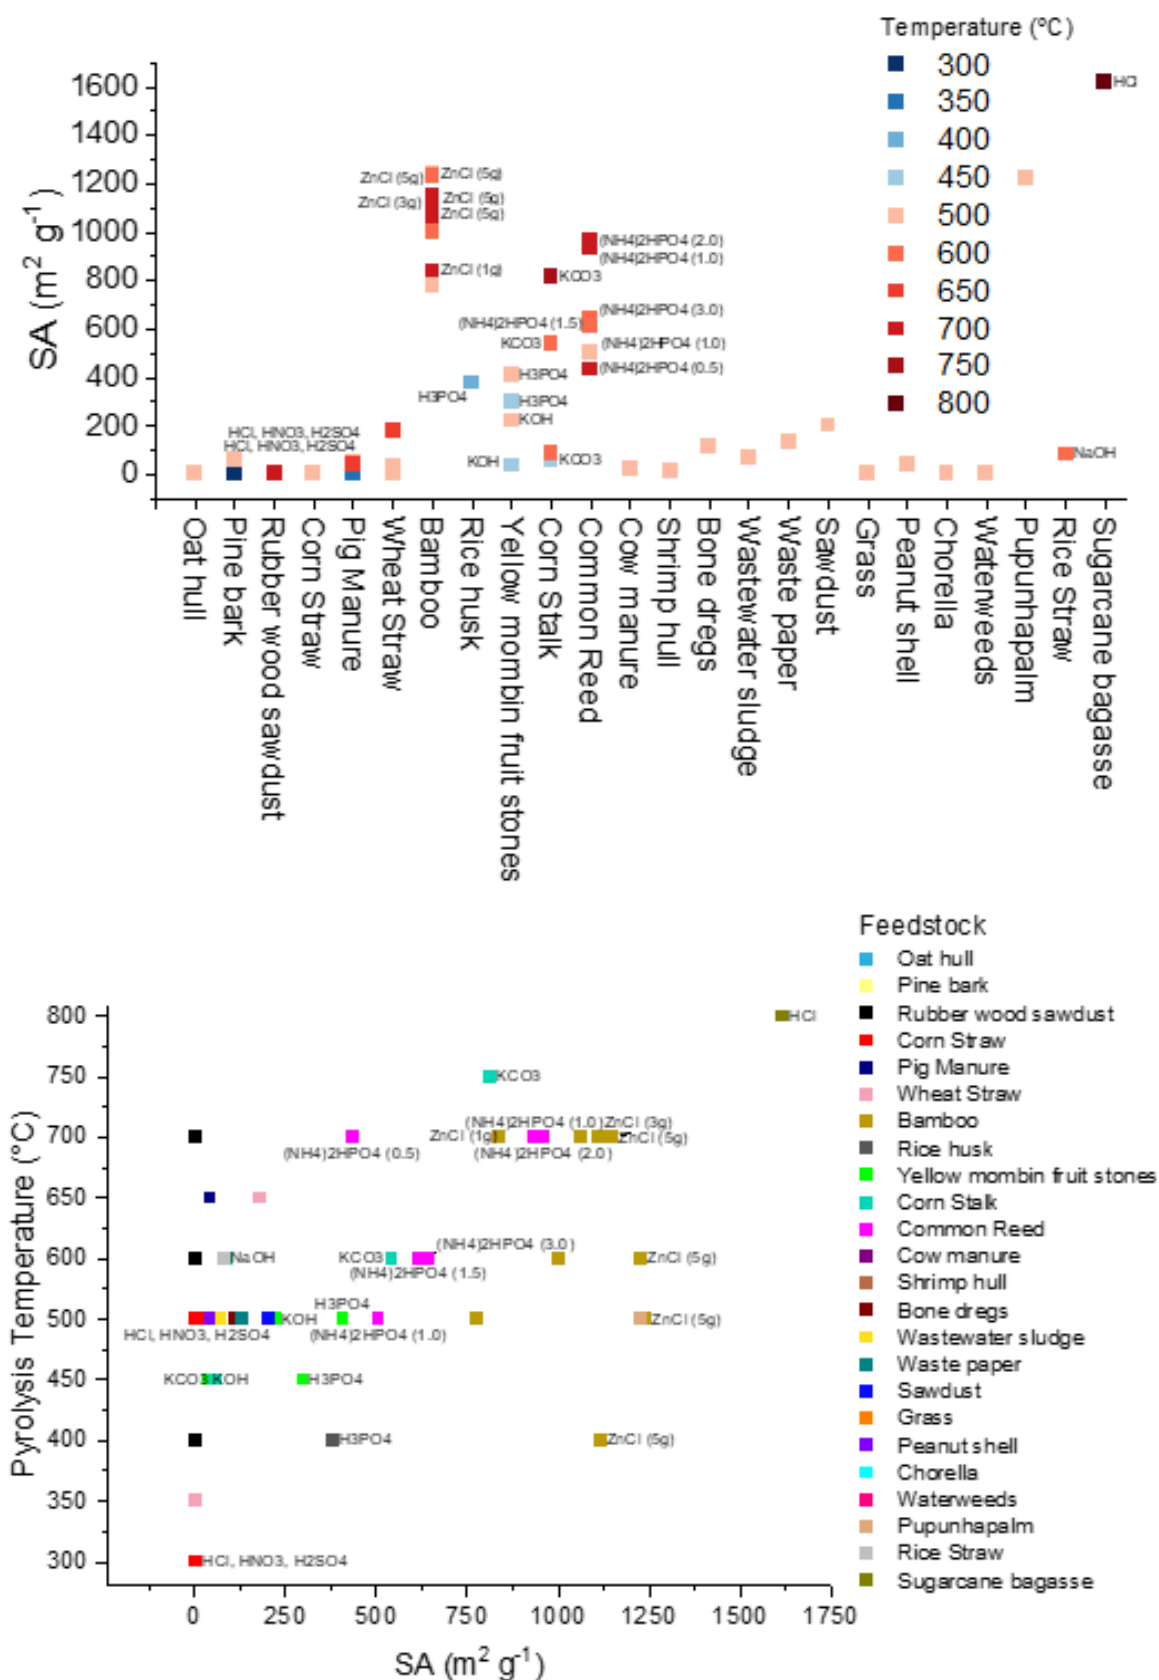 Temperature (ºC)
300
350
400
450
500
600
650
700
750
800
SA (m² g⁻¹)
1600
1400
1200
1000
800
600
400
200
0
HCl
ZnCl (5g)
ZnCl (5g)
ZnCl (5g)
ZnCl (3g)
ZnCl (5g)
ZnCl (1g)
(NH4)2HPO4 (2.0)
(NH4)2HPO4 (1.0)
KCO3
(NH4)2HPO4 (3.0)
(NH4)2HPO4 (1.5)
KCO3
(NH4)2HPO4 (1.0)
(NH4)2HPO4 (0.5)
H3PO4
H3PO4
H3PO4
KOH
HCl, HNO3, H2SO4
HCl, HNO3, H2SO4
KOH
KCO3
NaOH
Oat hull
Pine bark
Rubber wood sawdust
Corn Straw
Pig Manure
Wheat Straw
Bamboo
Rice husk
Yellow mombin fruit stones
Corn Stalk
Common Reed
Cow manure
Shrimp hull
Bone dregs
Wastewater sludge
Waste paper
Sawdust
Grass
Peanut shell
Chorella
Waterweeds
Pupunhapalm
Rice Straw
Sugarcane bagasse
Feedstock
Oat hull
Pine bark
Rubber wood sawdust
Corn Straw
Pig Manure
Wheat Straw
Bamboo
Rice husk
Yellow mombin fruit stones
Corn Stalk
Common Reed
Cow manure
Shrimp hull
Bone dregs
Wastewater sludge
Waste paper
Sawdust
Grass
Peanut shell
Chorella
Waterweeds
Pupunhapalm
Rice Straw
Sugarcane bagasse
Pyrolysis Temperature (°C)
800
750
700
650
600
550
500
450
400
350
300
HCl
KCO3
(NH4)2HPO4 (1.0) ZnCl (3g)
ZnCl (1g)
ZnCl (5g)
(NH4)2HPO4 (0.5)
(NH4)2HPO4 (2.0)
(NH4)2HPO4 (3.0)
NaOH
KCO3
ZnCl (5g)
(NH4)2HPO4 (1.5)
H3PO4
KOH
ZnCl (5g)
HCl, HNO3, H2SO4
(NH4)2HPO4 (1.0)
KCO3 KOH
H3PO4
H3PO4
ZnCl (5g)
HCl, HNO3, H2SO4
0
250
500
750
1000
1250
1500
1750
SA (m² g⁻¹)